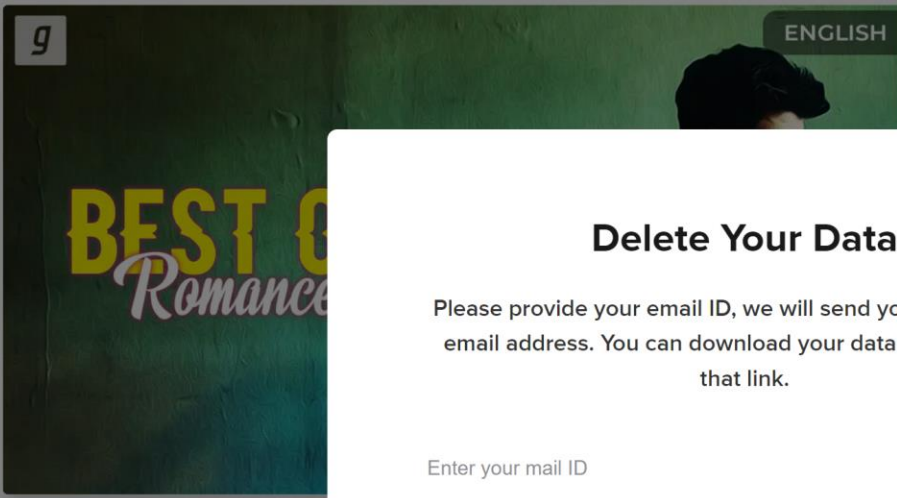 g
ENGLISH
BEST
Romance
Delete Your Data
Please provide your email ID, we will send
email address. You can download your data
that link.
Enter your mail ID